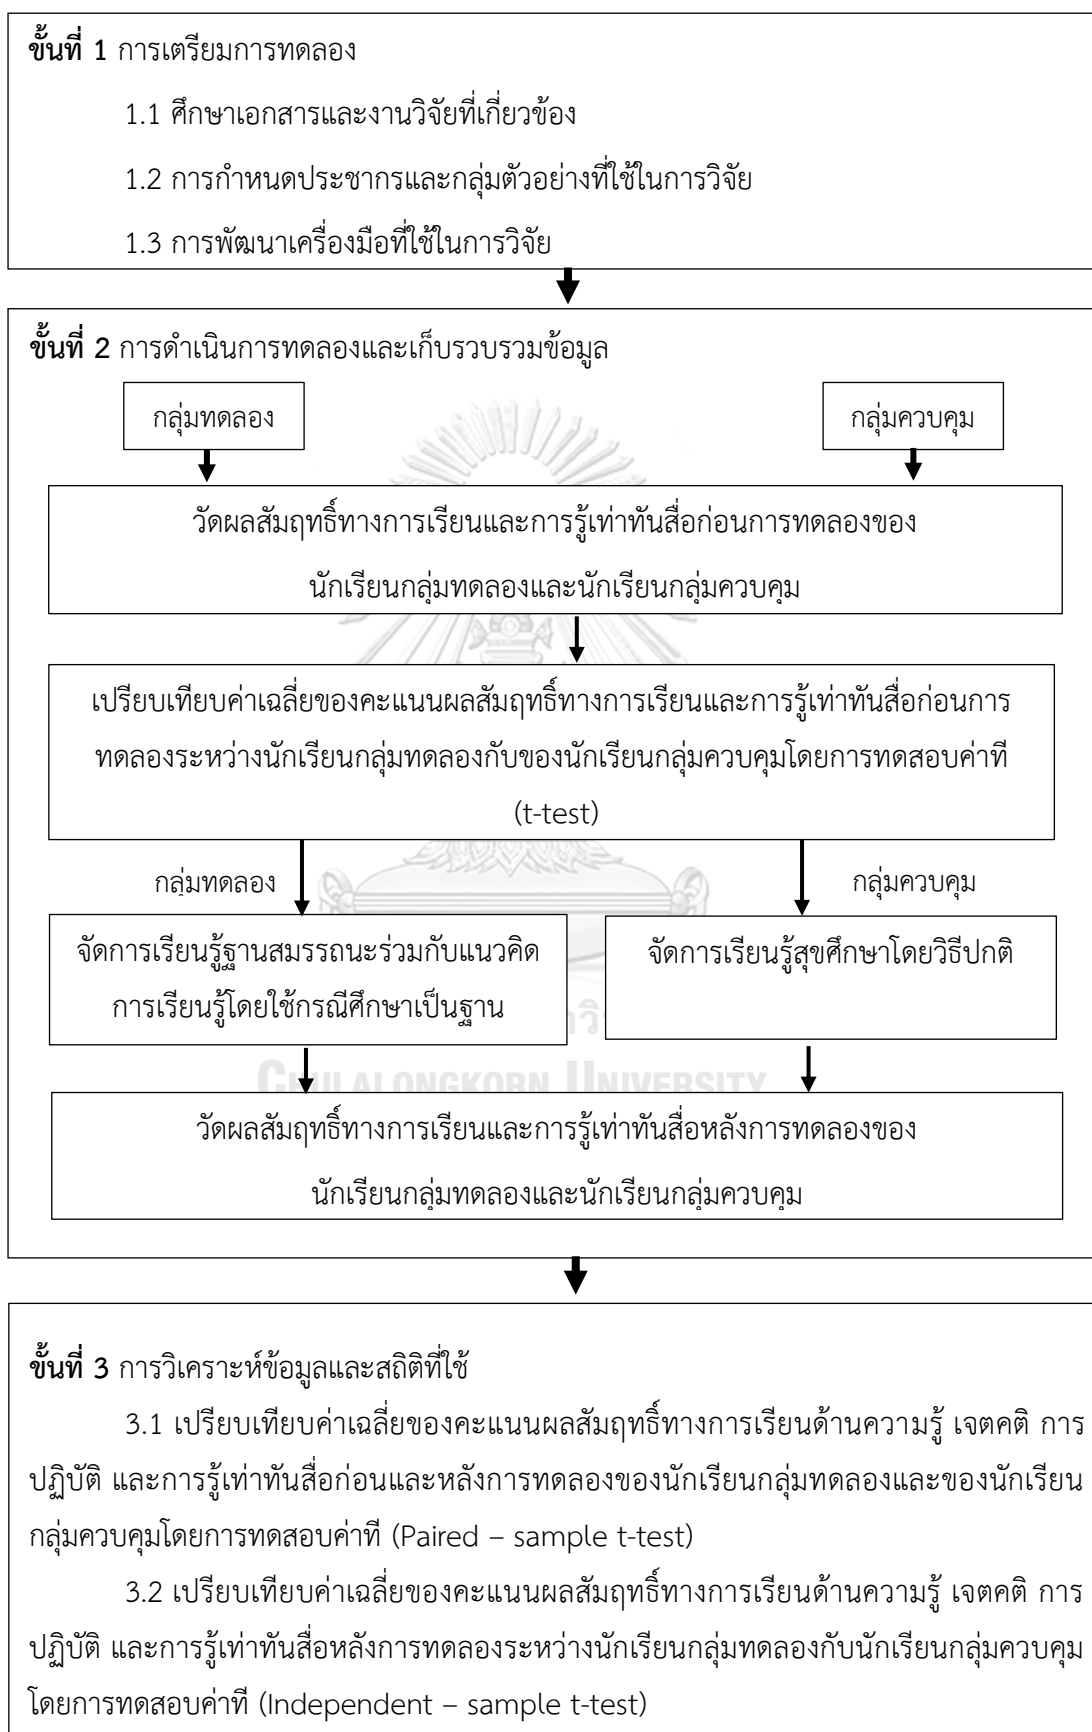 ขั้นที่ 1 การเตรียมการทดลอง
1.1 ศึกษาเอกสารและงานวิจัยที่เกี่ยวข้อง
1.2 การกำหนดประชากรและกลุ่มตัวอย่างที่ใช้ในการวิจัย
1.3 การพัฒนาเครื่องมือที่ใช้ในการวิจัย
ขั้นที่ 2 การดำเนินการทดลองและเก็บรวบรวมข้อมูล
กลุ่มทดลอง
กลุ่มควบคุม
วัดผลสัมฤทธิ์ทางการเรียนและการรู้เท่าทันสื่อก่อนการทดลองของ
นักเรียนกลุ่มทดลองและนักเรียนกลุ่มควบคุม
เปรียบเทียบค่าเฉลี่ยของคะแนนผลสัมฤทธิ์ทางการเรียนและการรู้เท่าทันสื่อก่อนการ
ทดลองระหว่างนักเรียนกลุ่มทดลองกับของนักเรียนกลุ่มควบคุมโดยการทดสอบค่าที
(t-test)
กลุ่มทดลอง
กลุ่มควบคุม
จัดการเรียนรู้ฐานสมรรถนะร่วมกับแนวคิด
การเรียนรู้โดยใช้กรณีศึกษาเป็นฐาน
จัดการเรียนรู้สุขศึกษาโดยวิธีปกติ
CHULALONGKORN UNIVERSITY
วัดผลสัมฤทธิ์ทางการเรียนและการรู้เท่าทันสื่อหลังการทดลองของ
นักเรียนกลุ่มทดลองและนักเรียนกลุ่มควบคุม
ขั้นที่ 3 การวิเคราะห์ข้อมูลและสถิติที่ใช้
3.1 เปรียบเทียบค่าเฉลี่ยของคะแนนผลสัมฤทธิ์ทางการเรียนด้านความรู้ เจตคติ การ
ปฏิบัติ และการรู้เท่าทันสื่อก่อนและหลังการทดลองของนักเรียนกลุ่มทดลองและของนักเรียน
กลุ่มควบคุมโดยการทดสอบค่าที (Paired – sample t-test)
3.2 เปรียบเทียบค่าเฉลี่ยของคะแนนผลสัมฤทธิ์ทางการเรียนด้านความรู้ เจตคติ การ
ปฏิบัติ และการรู้เท่าทันสื่อหลังการทดลองระหว่างนักเรียนกลุ่มทดลองกับนักเรียนกลุ่มควบคุม
โดยการทดสอบค่าที (Independent – sample t-test)